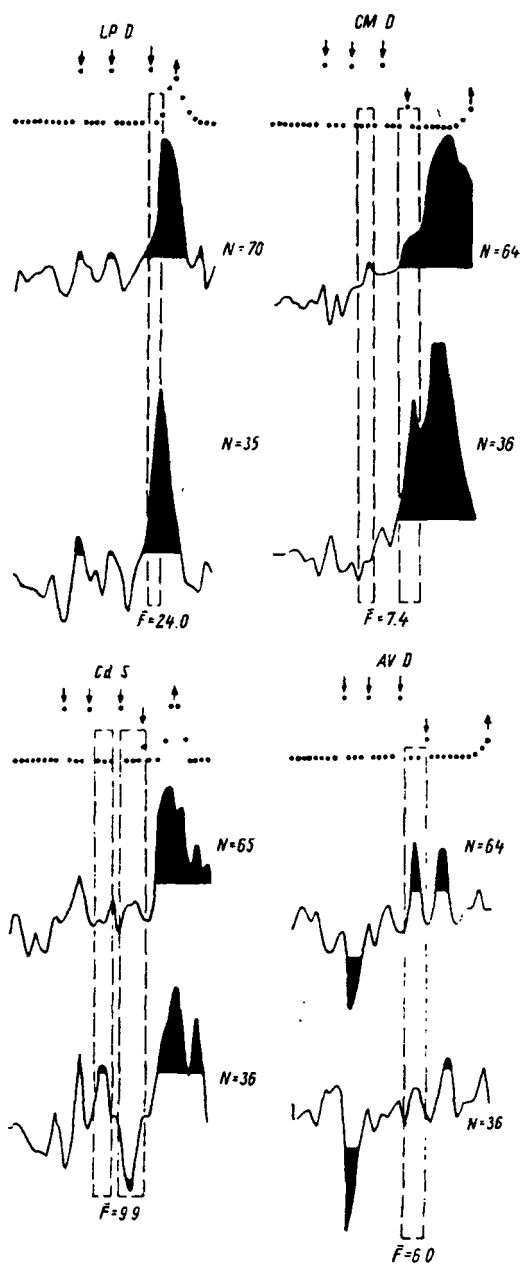 LP D
N=70
N=35
F̄=24.0
CM D
N=64
N=36
F̄=7.4
Cd S
N=65
N=36
F̄=9.9
AV D
N=64
N=36
F̄=6.0